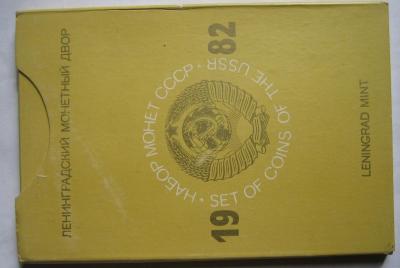 ЛЕНИНГРАДСКИЙ МОНЕТНЫЙ ДВОР
• НАБОР МОНЕТ СССР •
SET OF COINS OF THE USSR
19 82
LENINGRAD MINT